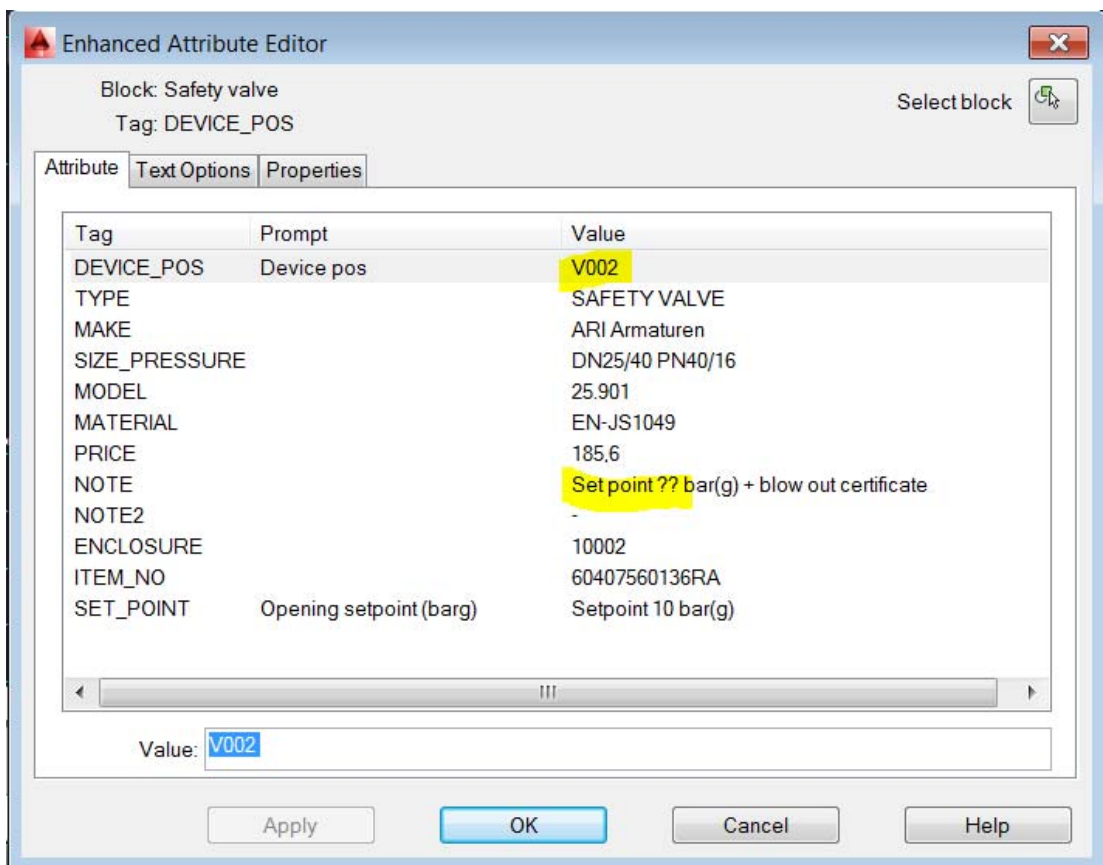 Enhanced Attribute Editor
Block: Safety valve
Select block
Tag: DEVICE_POS
Attribute Text Options Properties
Tag Prompt Value
DEVICE_POS Device pos V002
TYPE SAFETY VALVE
MAKE ARI Armaturen
SIZE_PRESSURE DN25/40 PN40/16
MODEL 25.901
MATERIAL EN-JS1049
PRICE 185,6
NOTE Set point ?? bar(g) + blow out certificate
NOTE2 -
ENCLOSURE 10002
ITEM_NO 60407560136RA
SET_POINT Opening setpoint (barg) Setpoint 10 bar(g)
Value: V002
Apply OK Cancel Help